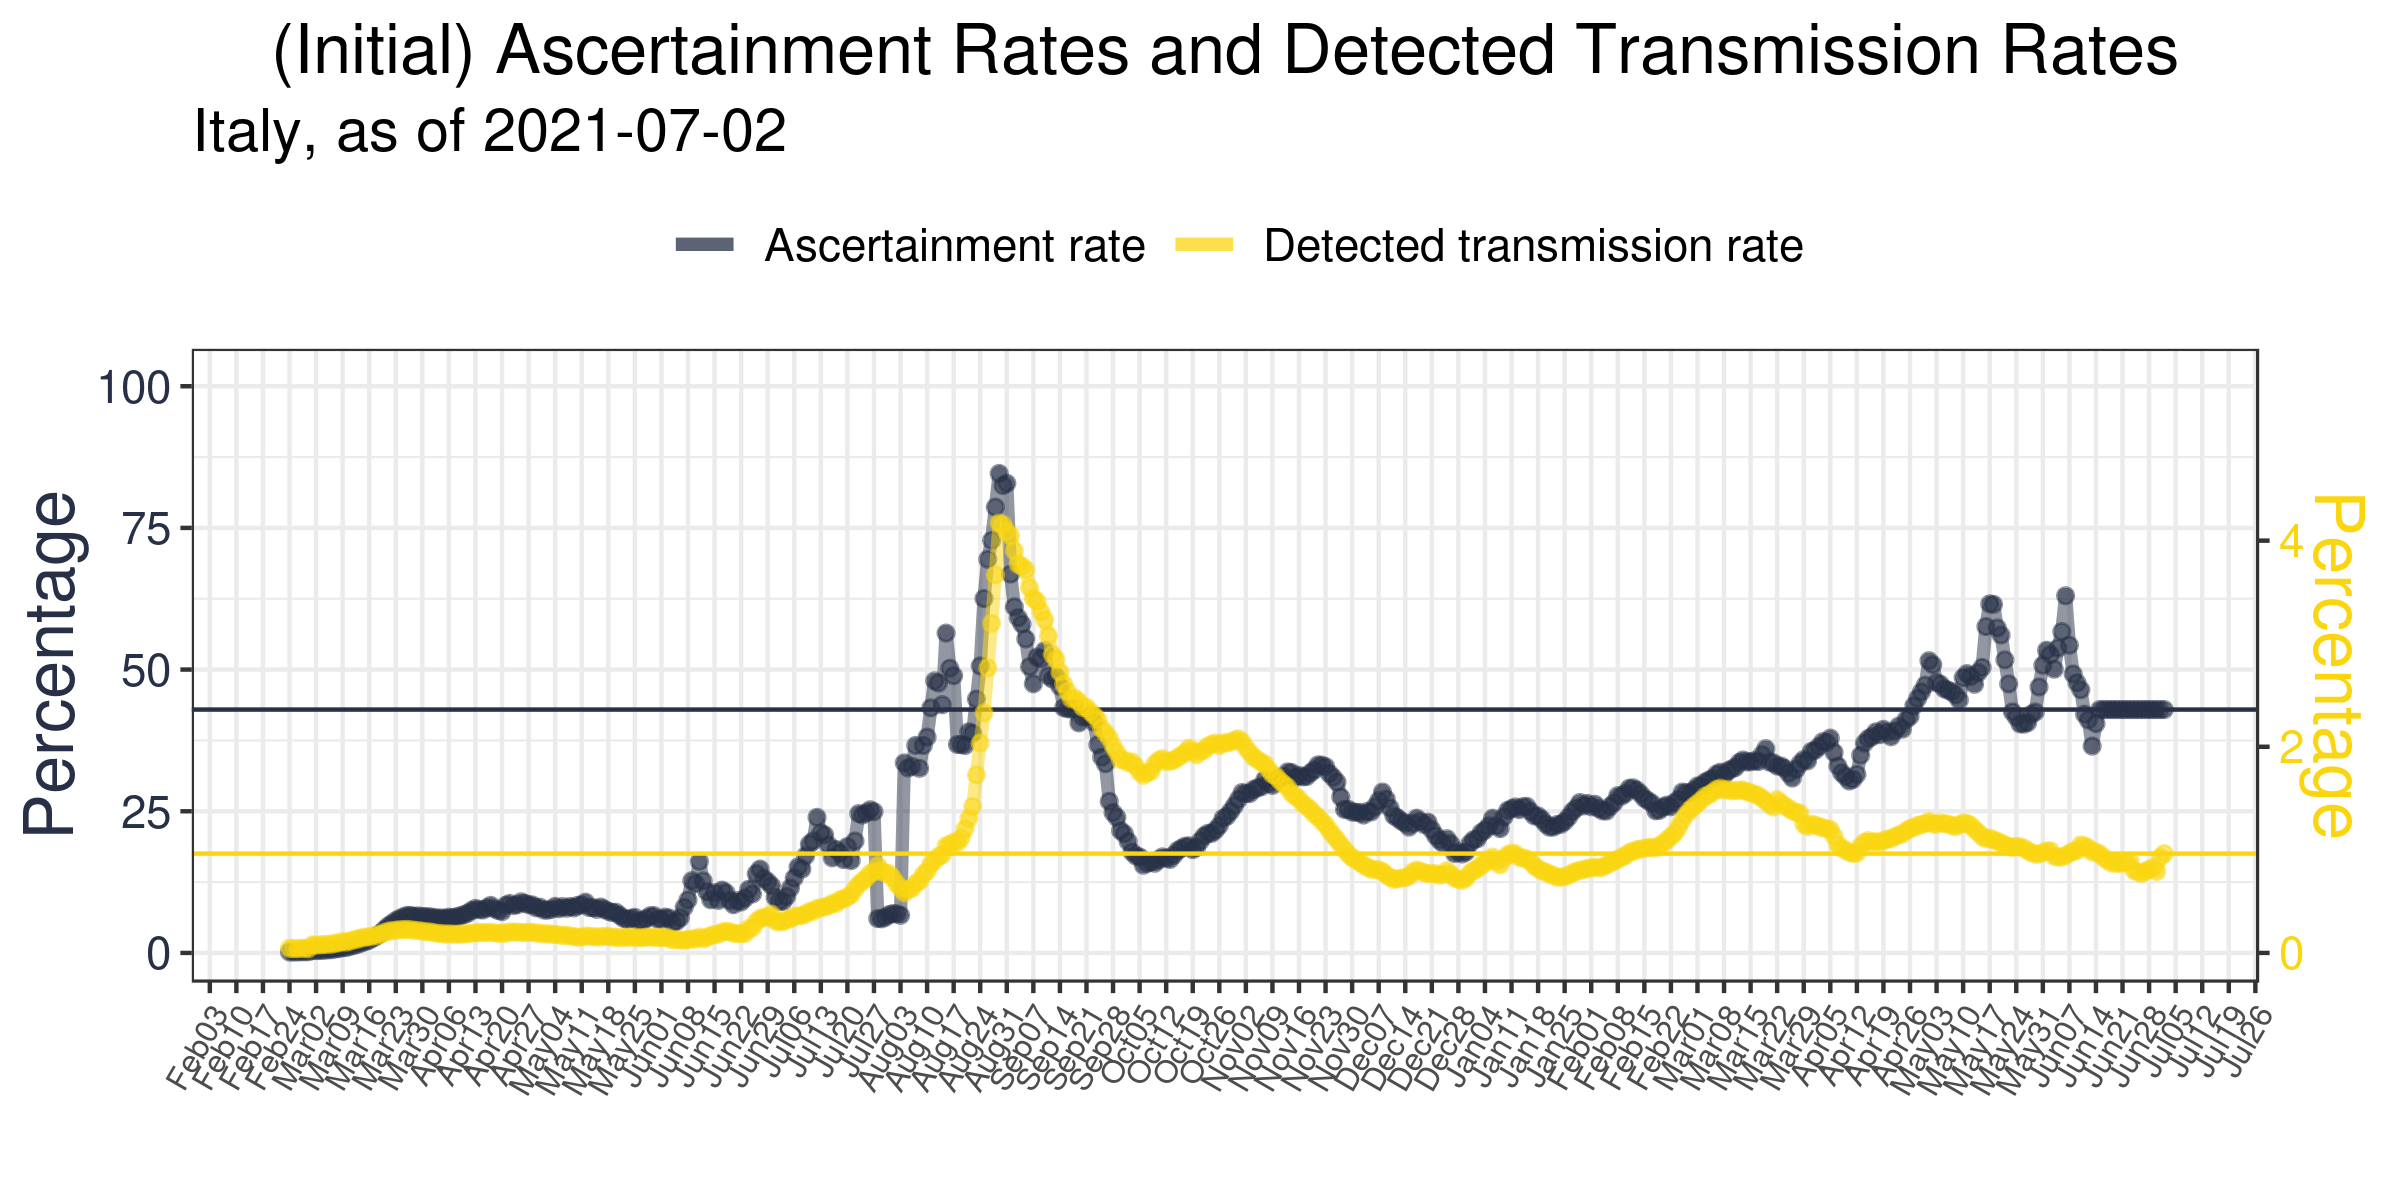 (Initial) Ascertainment Rates and Detected Transmission Rates
Italy, as of 2021-07-02
Ascertainment rate
Detected transmission rate
Percentage
100
75
50
25
0
4
2
0
Percentage
Feb03
Feb10
Feb17
Feb24
Mar02
Mar09
Mar16
Mar23
Mar30
Apr06
Apr13
Apr20
Apr27
May04
May11
May18
May25
Jun01
Jun08
Jun15
Jun22
Jun29
Jul06
Jul13
Jul20
Jul27
Aug03
Aug10
Aug17
Aug24
Aug31
Sep07
Sep14
Sep21
Sep28
Oct05
Oct12
Oct19
Oct26
Nov02
Nov09
Nov16
Nov23
Nov30
Dec07
Dec14
Dec21
Dec28
Jan04
Jan11
Jan18
Jan25
Feb01
Feb08
Feb15
Feb22
Mar01
Mar08
Mar15
Mar22
Mar29
Apr05
Apr12
Apr19
Apr26
May03
May10
May17
May24
May31
Jun07
Jun14
Jun21
Jun28
Jul05
Jul12
Jul19
Jul26